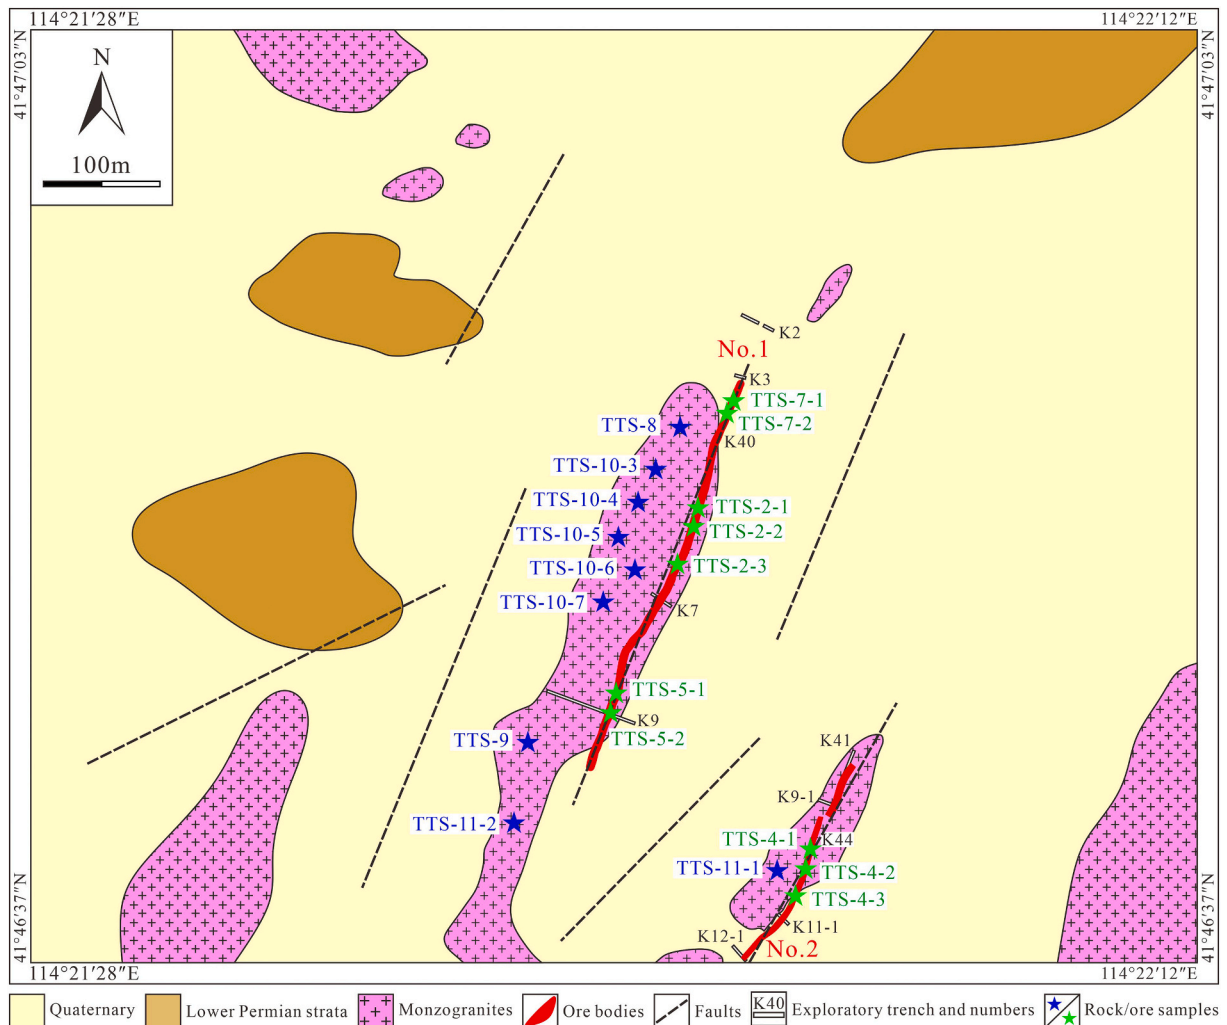 114°21′28″E
114°22′12″E
41°47′03″N
41°47′03″N
N
100m
K2
No.1
K3
TTS-7-1
TTS-7-2
TTS-8
K40
TTS-10-3
TTS-10-4
TTS-2-1
TTS-10-5
TTS-2-2
TTS-10-6
TTS-2-3
TTS-10-7
K7
TTS-5-1
K9
TTS-5-2
TTS-9
K41
K9-1
TTS-11-2
TTS-4-1
K44
TTS-11-1
TTS-4-2
TTS-4-3
K11-1
K12-1
No.2
41°46′37″N
41°46′37″N
114°21′28″E
114°22′12″E
Quaternary
Lower Permian strata
Monzogranites
Ore bodies
Faults
K40
Exploratory trench and numbers
Rock/ore samples